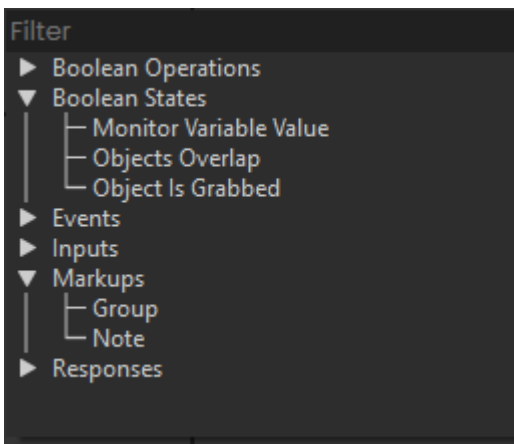 Filter
Boolean Operations
Boolean States
Monitor Variable Value
Objects Overlap
Object Is Grabbed
Events
Inputs
Markups
Group
Note
Responses